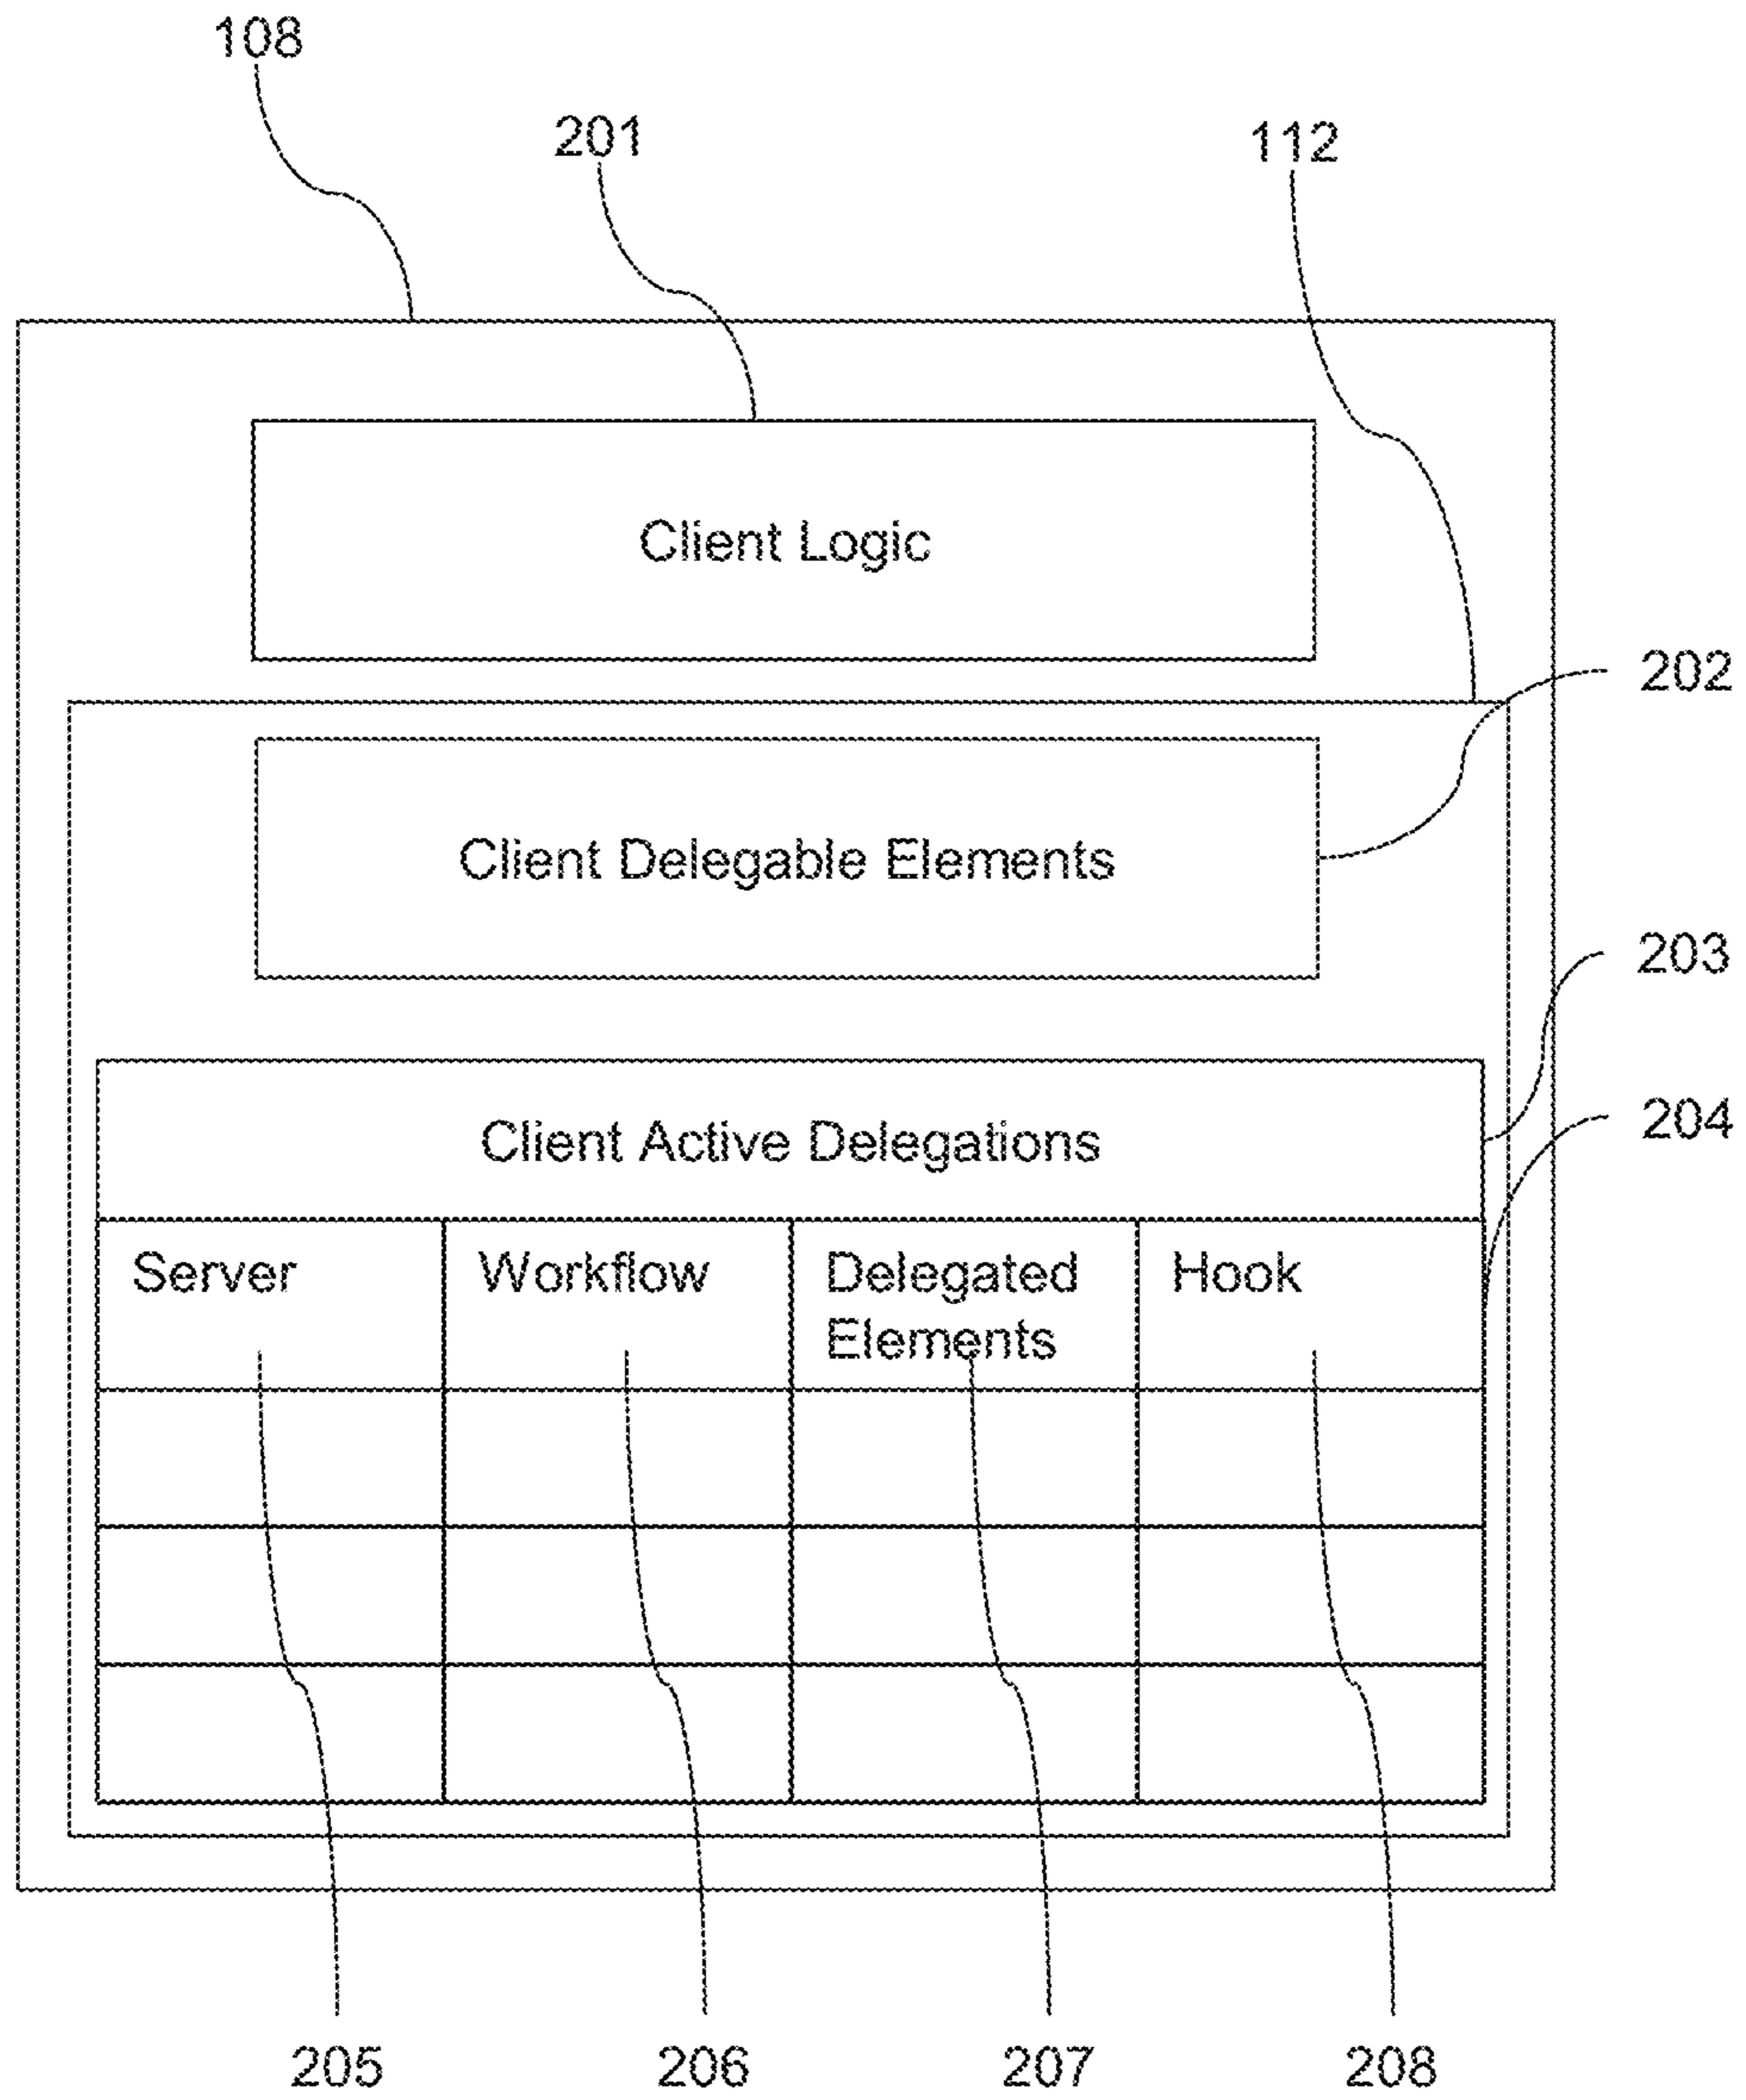 108
201
112
Client Logic
202
Client Delegable Elements
203
Client Active Delegations
204
Server
Workflow
Delegated
Elements
Hook
205
206
207
208